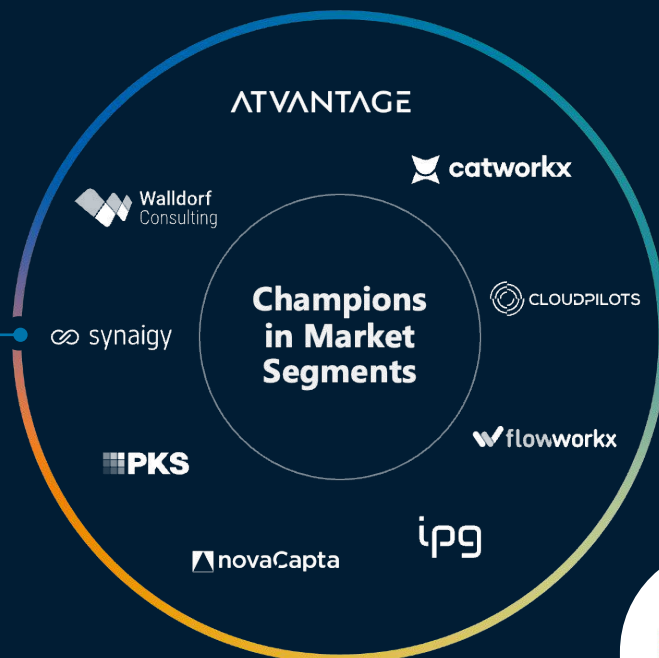 ATVANTAGE
catworkx
Walldorf
Consulting
CLOUDPILOTS
Champions
in Market
Segments
synaigy
flowworkx
PKS
ipg
novaCapta